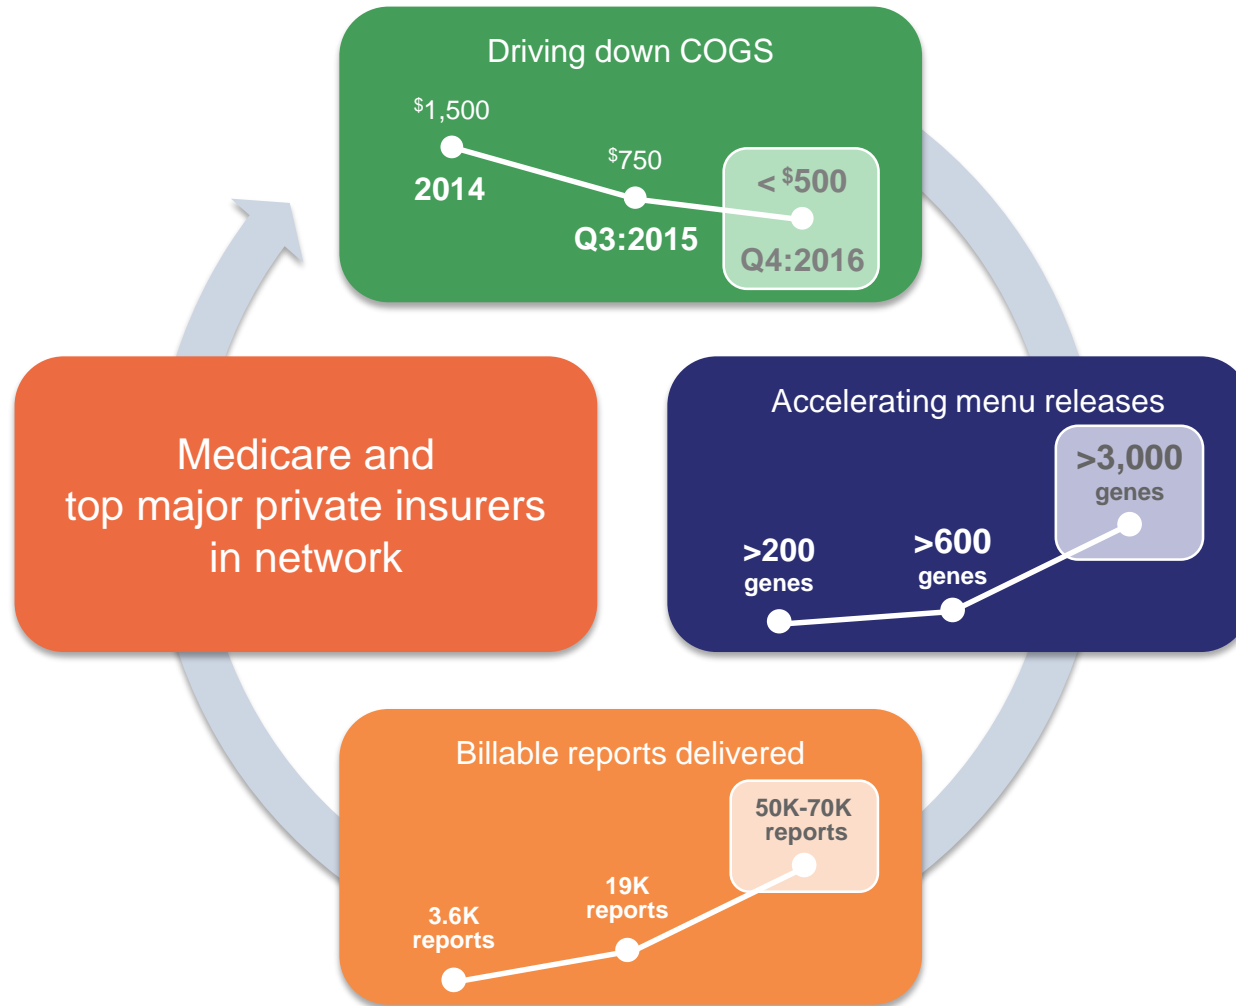 Driving down COGS
$1,500
2014
$750
Q3:2015
< $500
Q4:2016
Medicare and
top major private insurers
in network
Accelerating menu releases
>200
genes
>600
genes
>3,000
genes
Billable reports delivered
3.6K
reports
19K
reports
50K-70K
reports